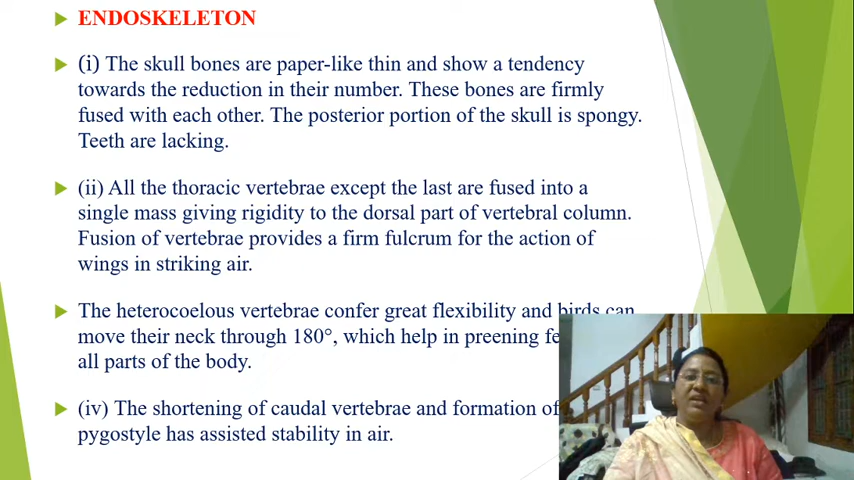 ENDOSKELETON
(i) The skull bones are paper-like thin and show a tendency
towards the reduction in their number. These bones are firmly
fused with each other. The posterior portion of the skull is spongy.
Teeth are lacking.
(ii) All the thoracic vertebrae except the last are fused into a
single mass giving rigidity to the dorsal part of vertebral column.
Fusion of vertebrae provides a firm fulcrum for the action of
wings in striking air.
The heterocoelous vertebrae confer great flexibility and birds can
move their neck through 180°, which help in preening
all parts of the body.
(iv) The shortening of caudal vertebrae and formation of
pygostyle has assisted stability in air.